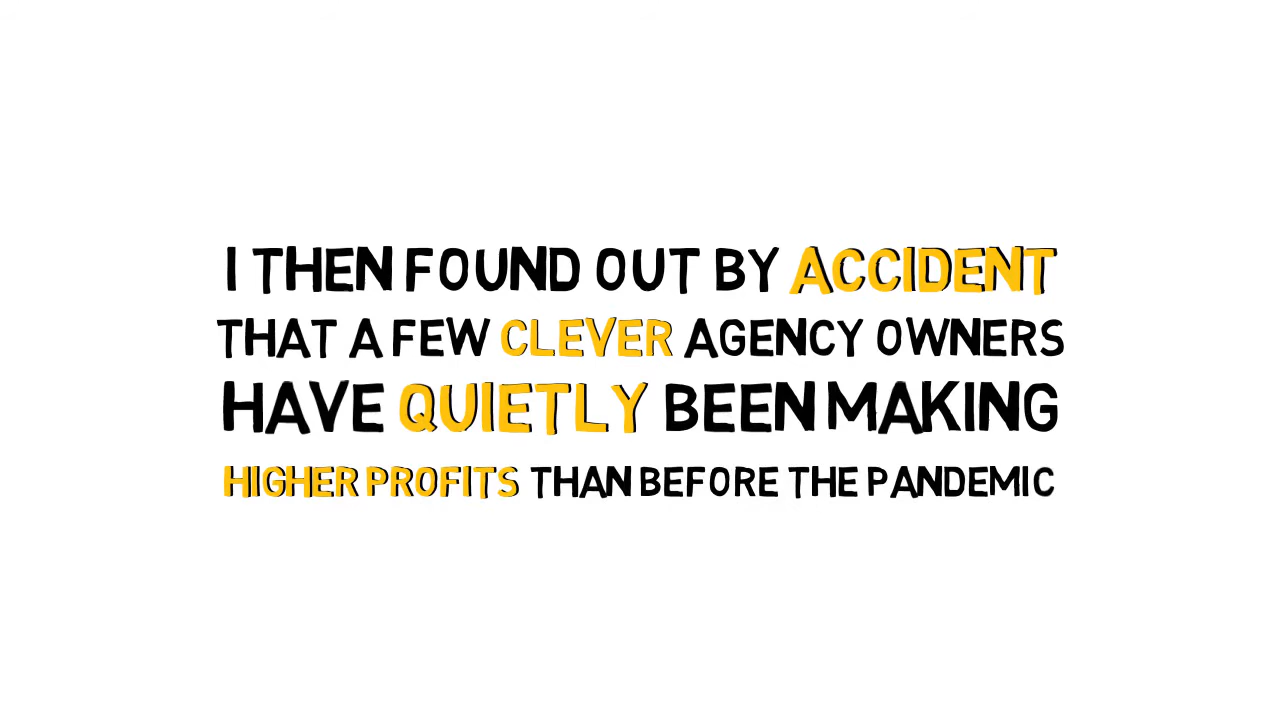 I THEN FOUND OUT BY ACCIDENT
THAT A FEW CLEVER AGENCY OWNERS
HAVE QUIETLY BEEN MAKING
HIGHER PROFITS THAN BEFORE THE PANDEMIC